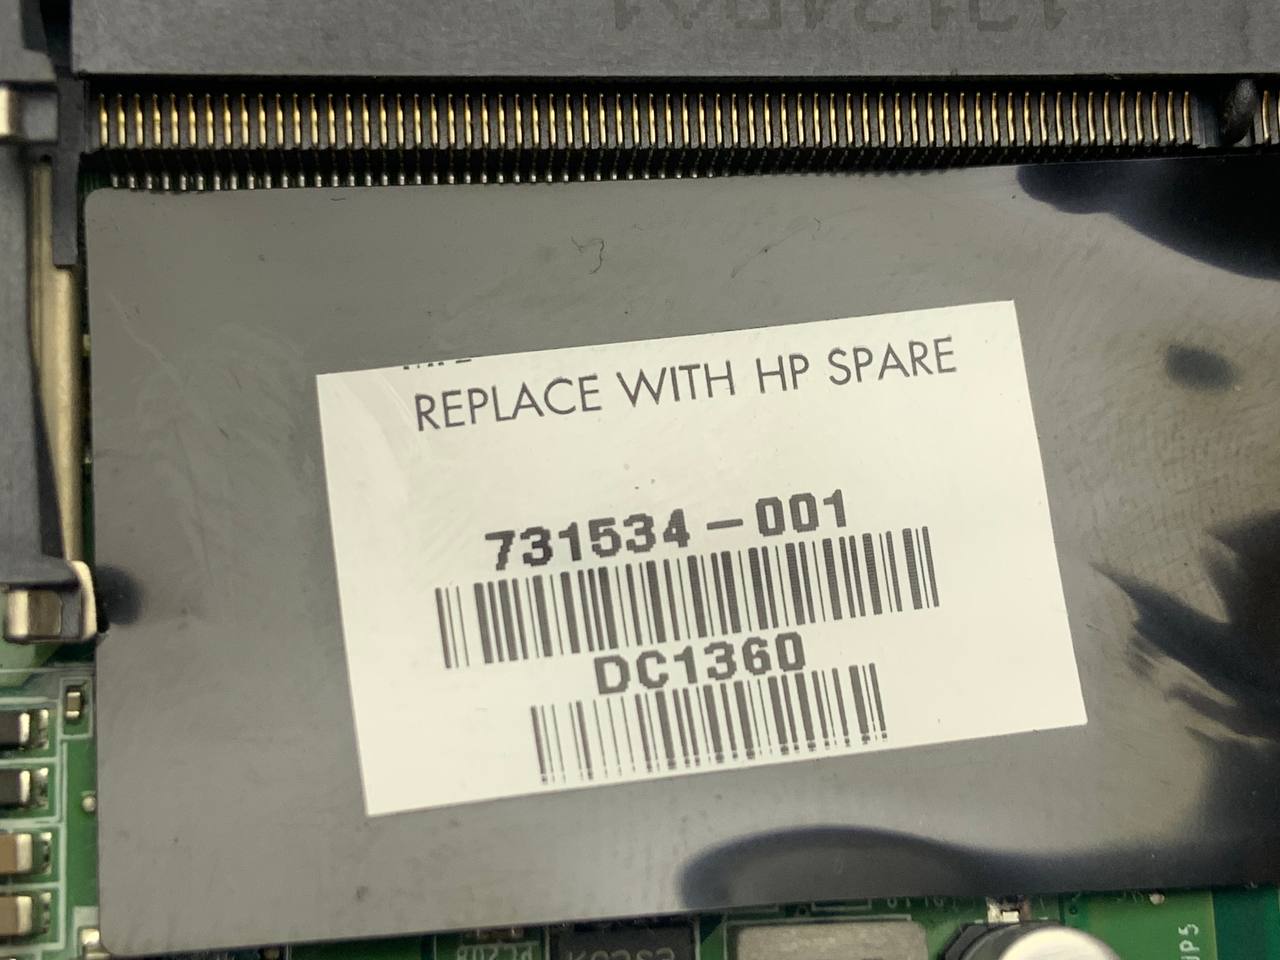 REPLACE WITH HP SPARE
731534-001
DC1360